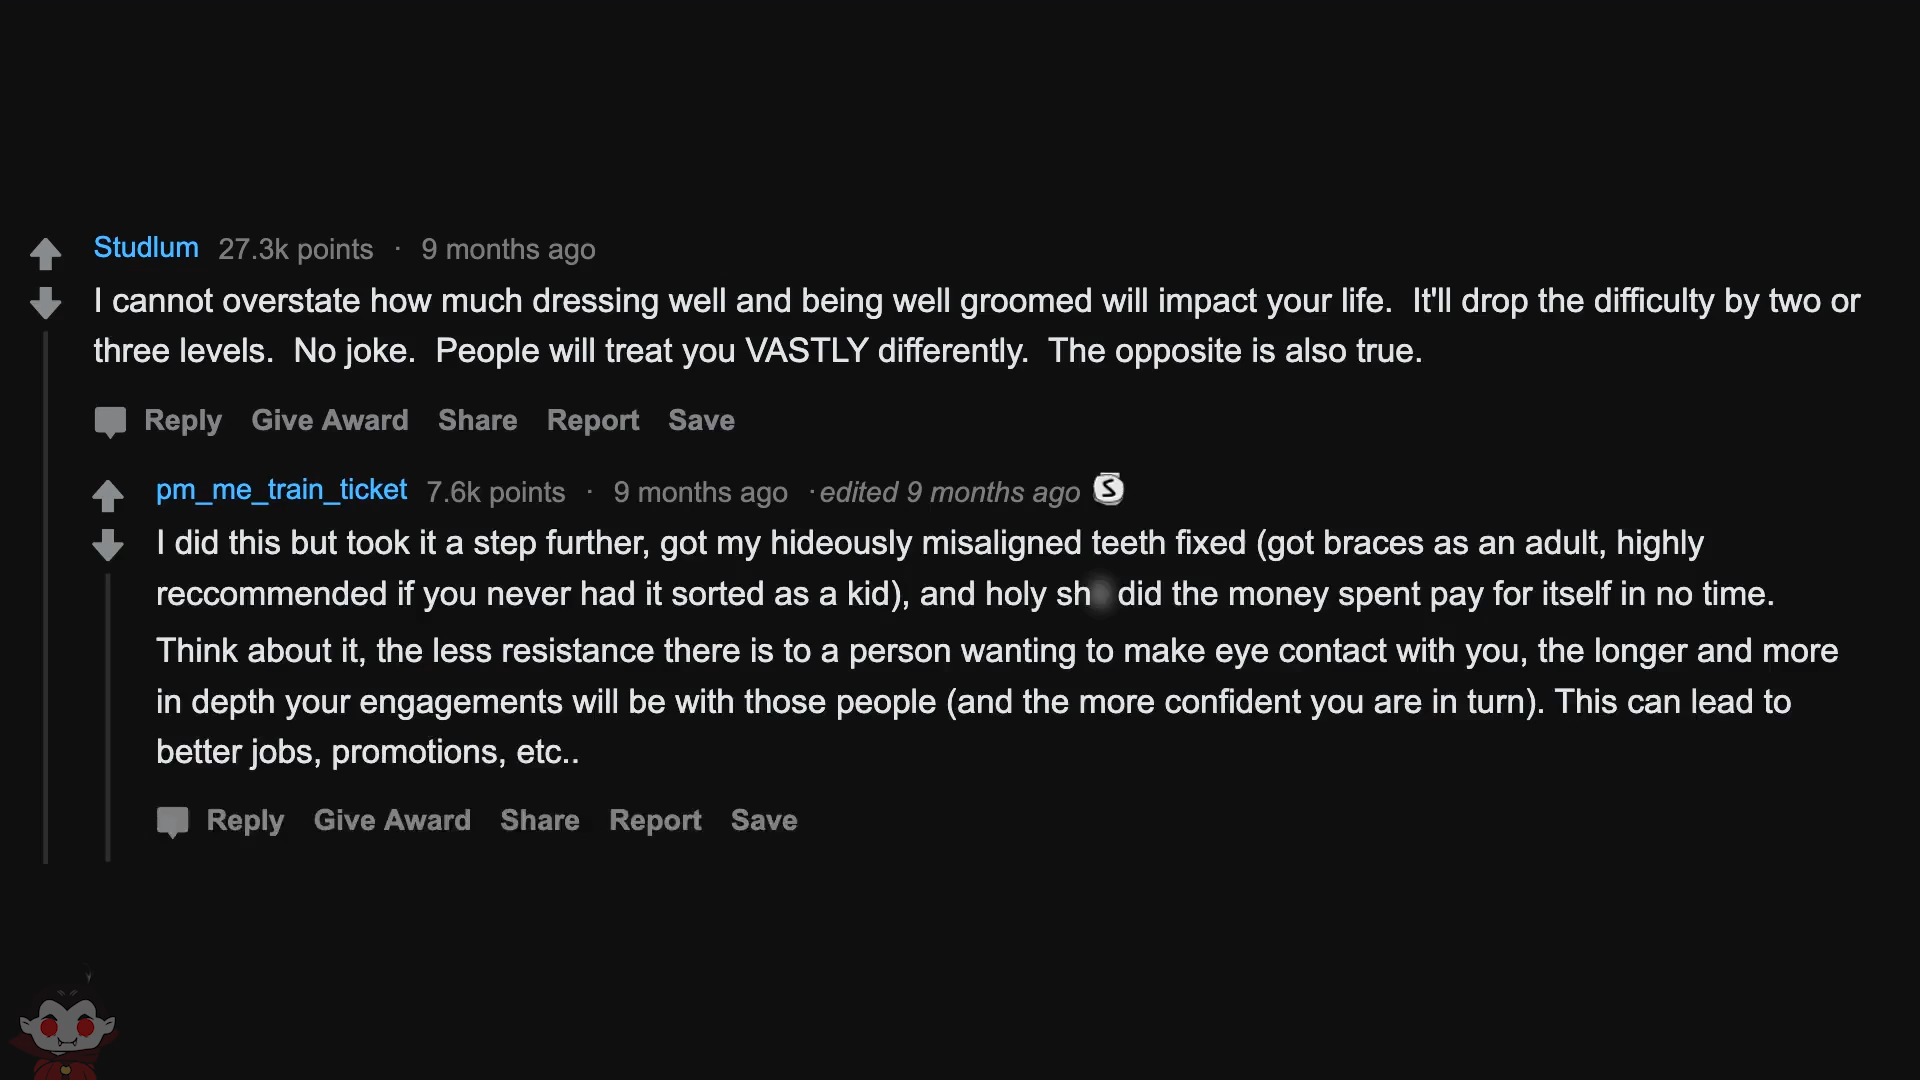 Studlum 27.3k points · 9 months ago
I cannot overstate how much dressing well and being well groomed will impact your life. It'll drop the difficulty by two or
three levels. No joke. People will treat you VASTLY differently. The opposite is also true.
Reply Give Award Share Report Save
pm_me_train_ticket 7.6k points · 9 months ago · edited 9 months ago S
I did this but took it a step further, got my hideously misaligned teeth fixed (got braces as an adult, highly
reccommended if you never had it sorted as a kid), and holy sh did the money spent pay for itself in no time.
Think about it, the less resistance there is to a person wanting to make eye contact with you, the longer and more
in depth your engagements will be with those people (and the more confident you are in turn). This can lead to
better jobs, promotions, etc..
Reply Give Award Share Report Save